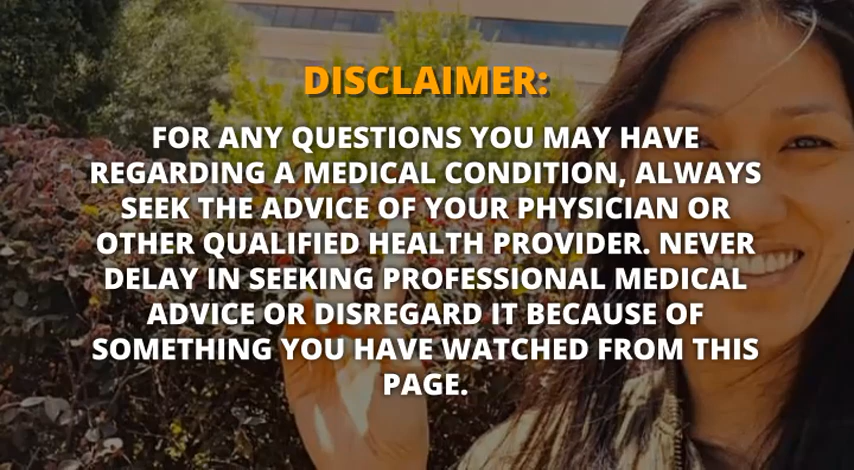 DISCLAIMER:
FOR ANY QUESTIONS YOU MAY HAVE
REGARDING A MEDICAL CONDITION, ALWAYS
SEEK THE ADVICE OF YOUR PHYSICIAN OR
OTHER QUALIFIED HEALTH PROVIDER. NEVER
DELAY IN SEEKING PROFESSIONAL MEDICAL
ADVICE OR DISREGARD IT BECAUSE OF
SOMETHING YOU HAVE WATCHED FROM THIS
PAGE.